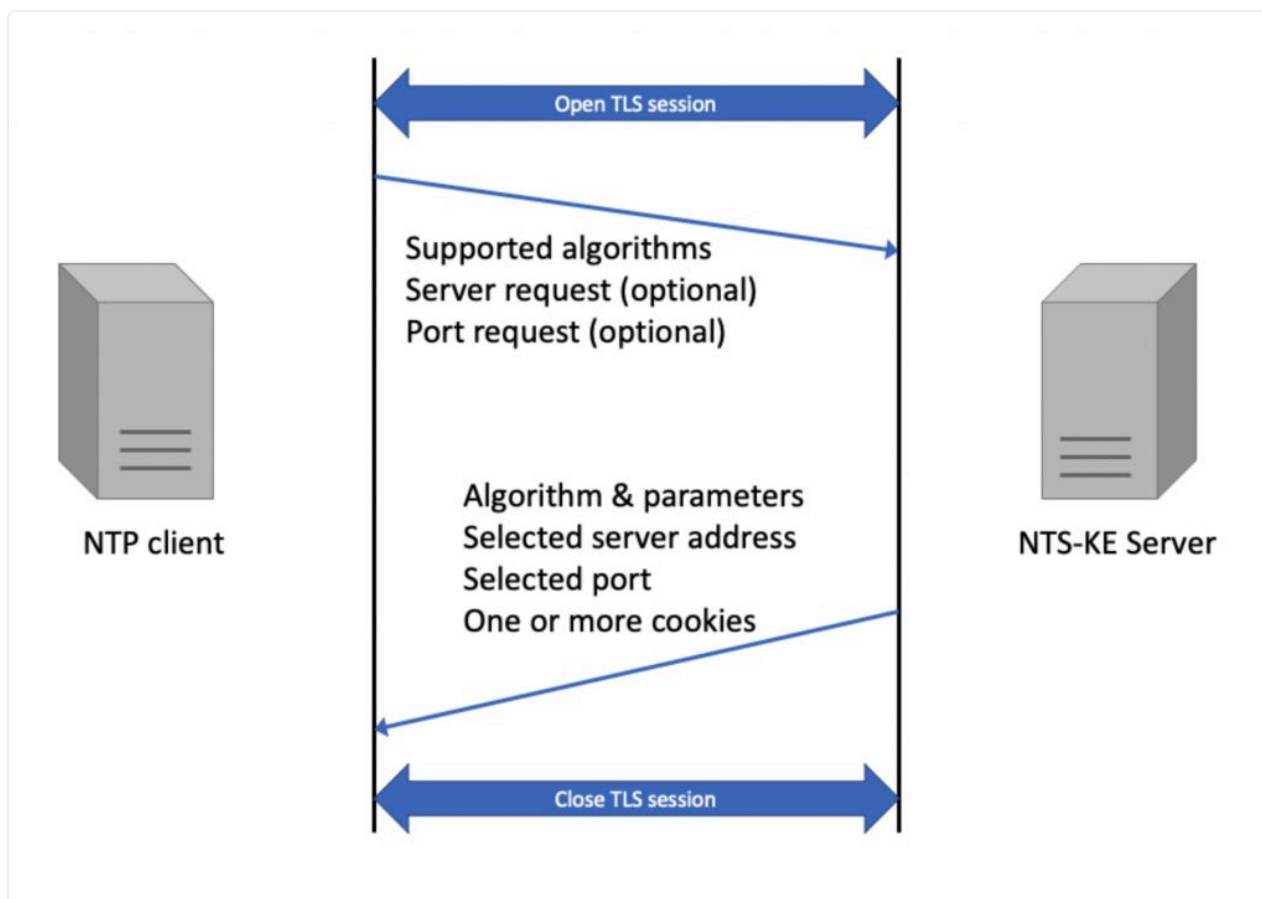 Open TLS session
Supported algorithms
Server request (optional)
Port request (optional)
NTP client
NTS-KE Server
Algorithm & parameters
Selected server address
Selected port
One or more cookies
Close TLS session